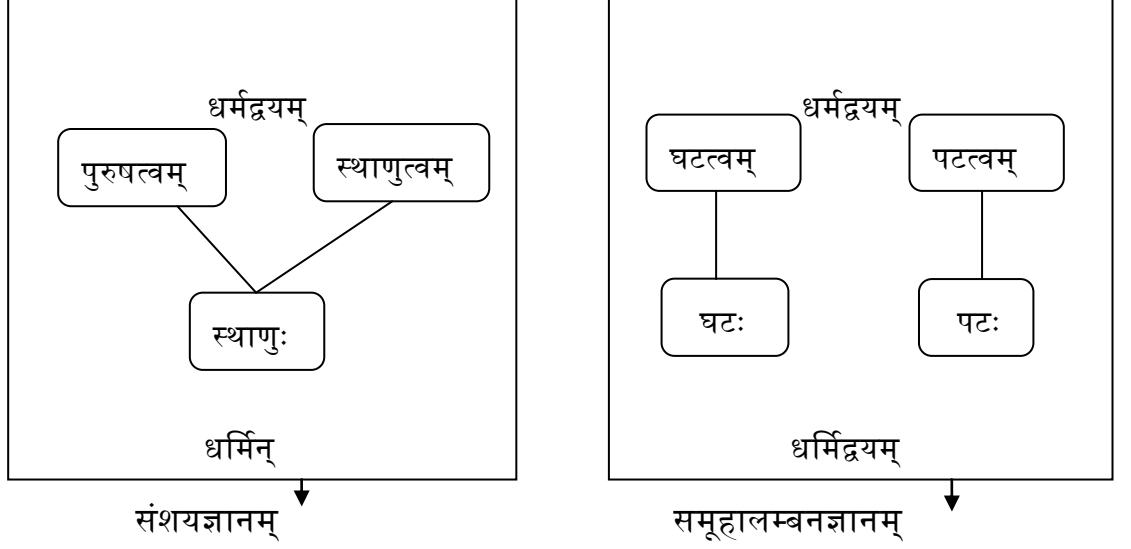 धर्मद्वयम्
पुरुषत्वम्
स्थाणुत्वम्
स्थाणुः
धर्मिन्
संशयज्ञानम्
धर्मद्वयम्
घटत्वम्
पटत्वम्
घटः
पटः
धर्मिद्वयम्
समूहालम्बनज्ञानम्